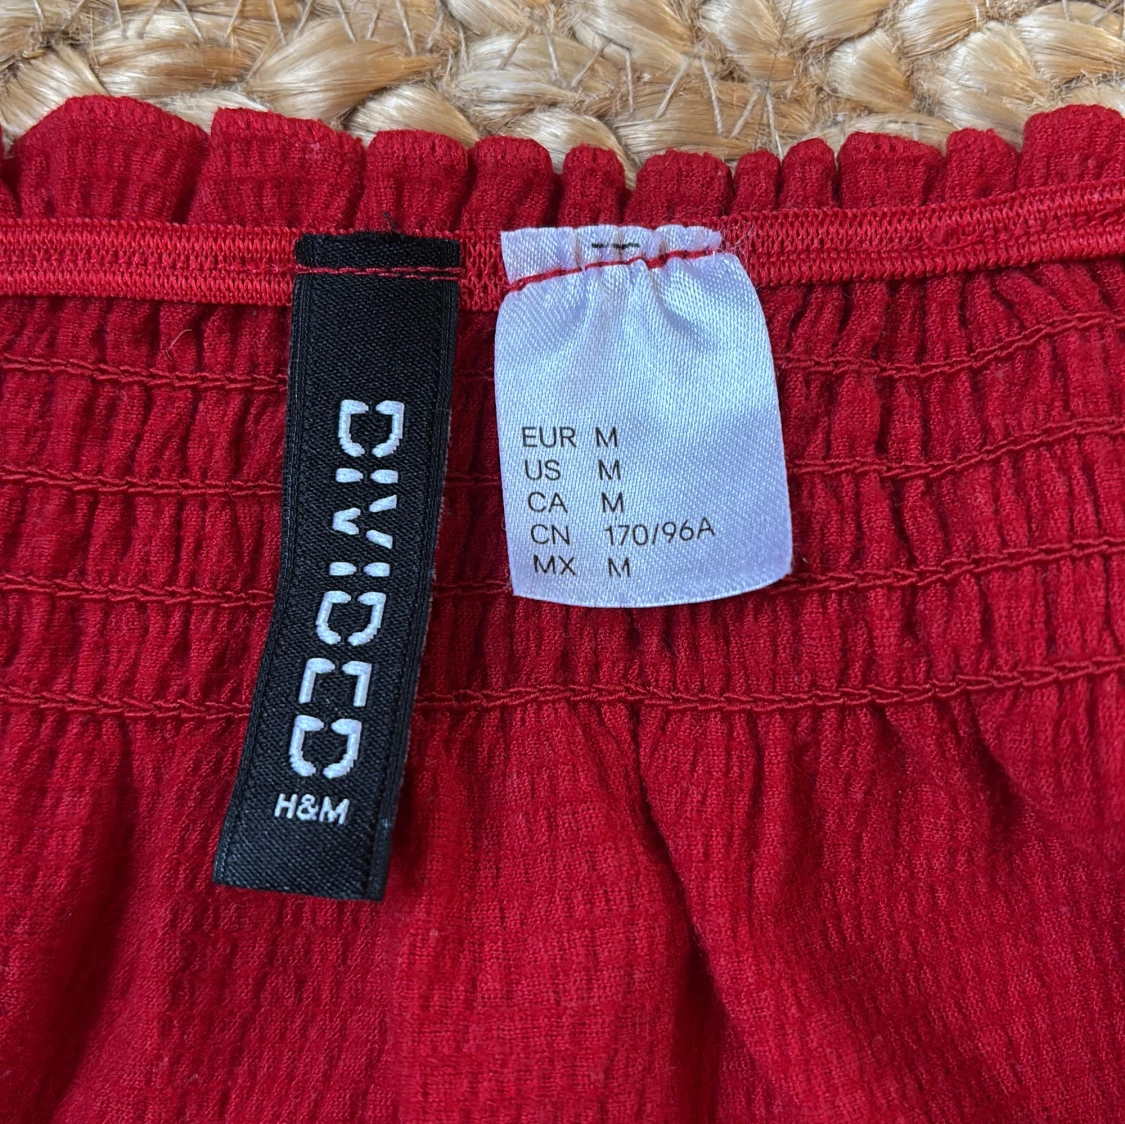 DIVIDED
H&M
EUR M
US M
CA M
CN 170/96A
MX M